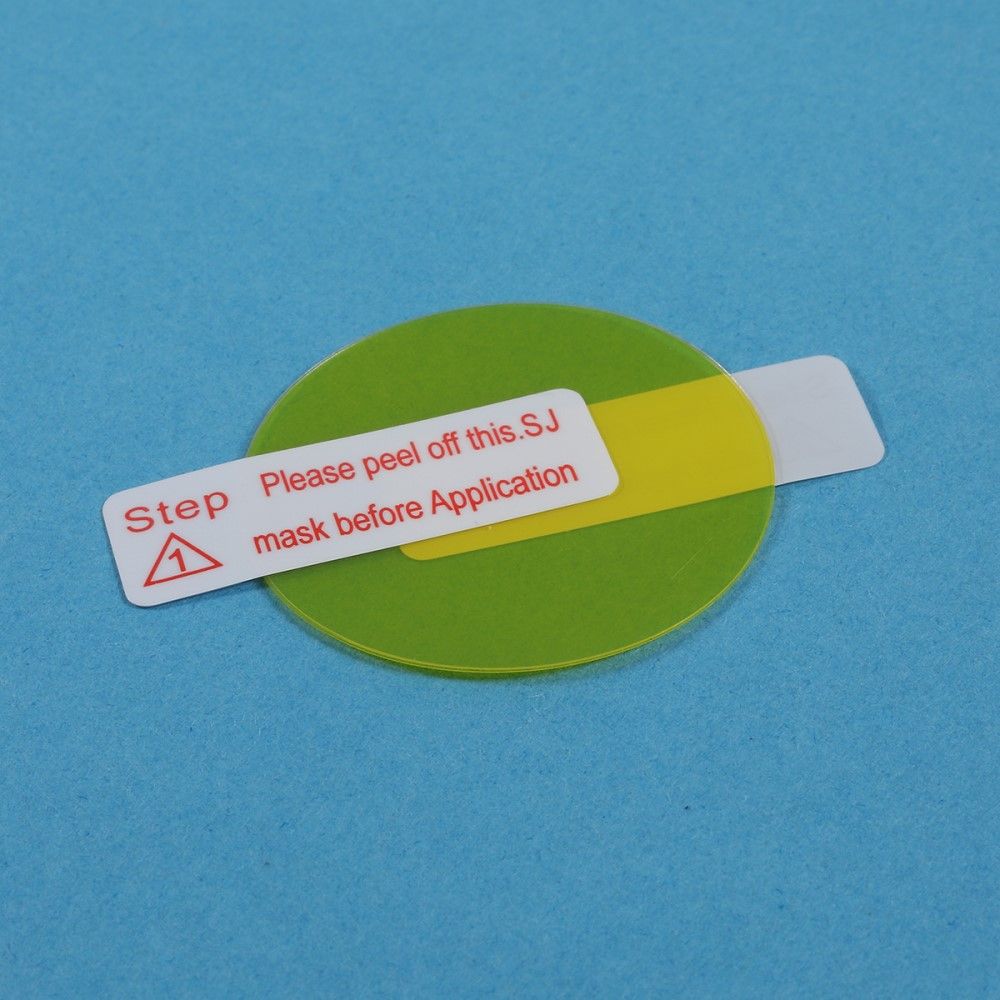 Step
1
Please peel off this.SJ
mask before Application